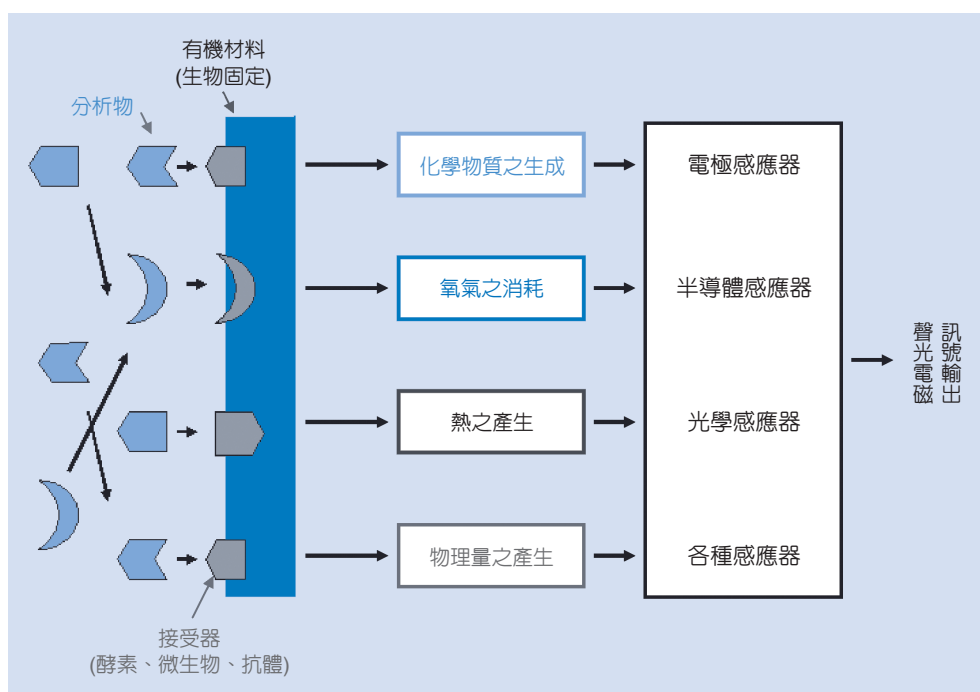 有機材料
(生物固定)
分析物
化學物質之生成
電極感應器
氧氣之消耗
半導體感應器
訊號輸出
聲光電磁
熱之產生
光學感應器
物理量之產生
各種感應器
接受器
(酵素、微生物、抗體)